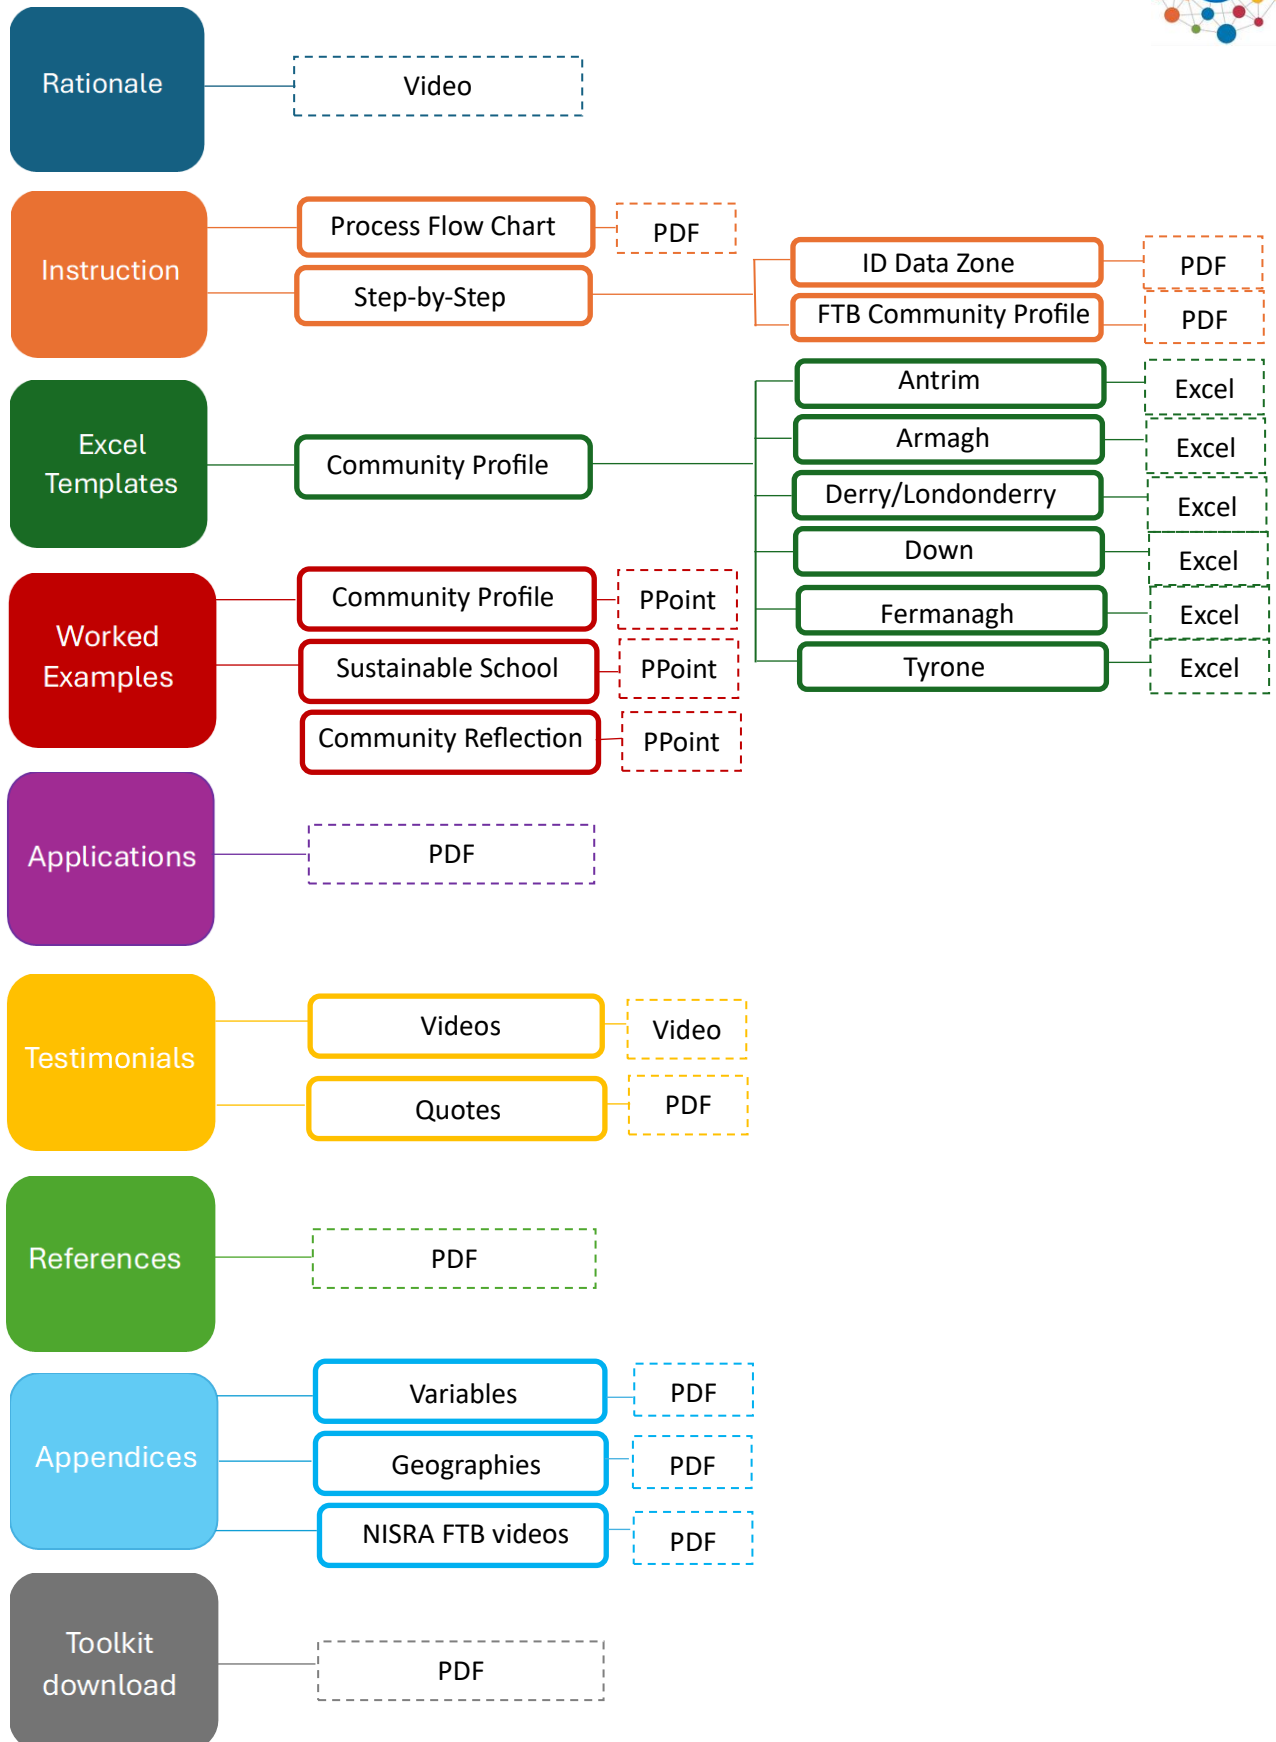 Rationale
Video
Instruction
Process Flow Chart
PDF
Step-by-Step
ID Data Zone
PDF
FTB Community Profile
PDF
Excel
Templates
Community Profile
Antrim
Excel
Armagh
Excel
Derry/Londonderry
Excel
Down
Excel
Fermanagh
Excel
Tyrone
Excel
Worked
Examples
Community Profile
PPoint
Sustainable School
PPoint
Community Reflection
PPoint
Applications
PDF
Testimonials
Videos
Video
Quotes
PDF
References
PDF
Appendices
Variables
PDF
Geographies
PDF
NISRA FTB videos
PDF
Toolkit
download
PDF